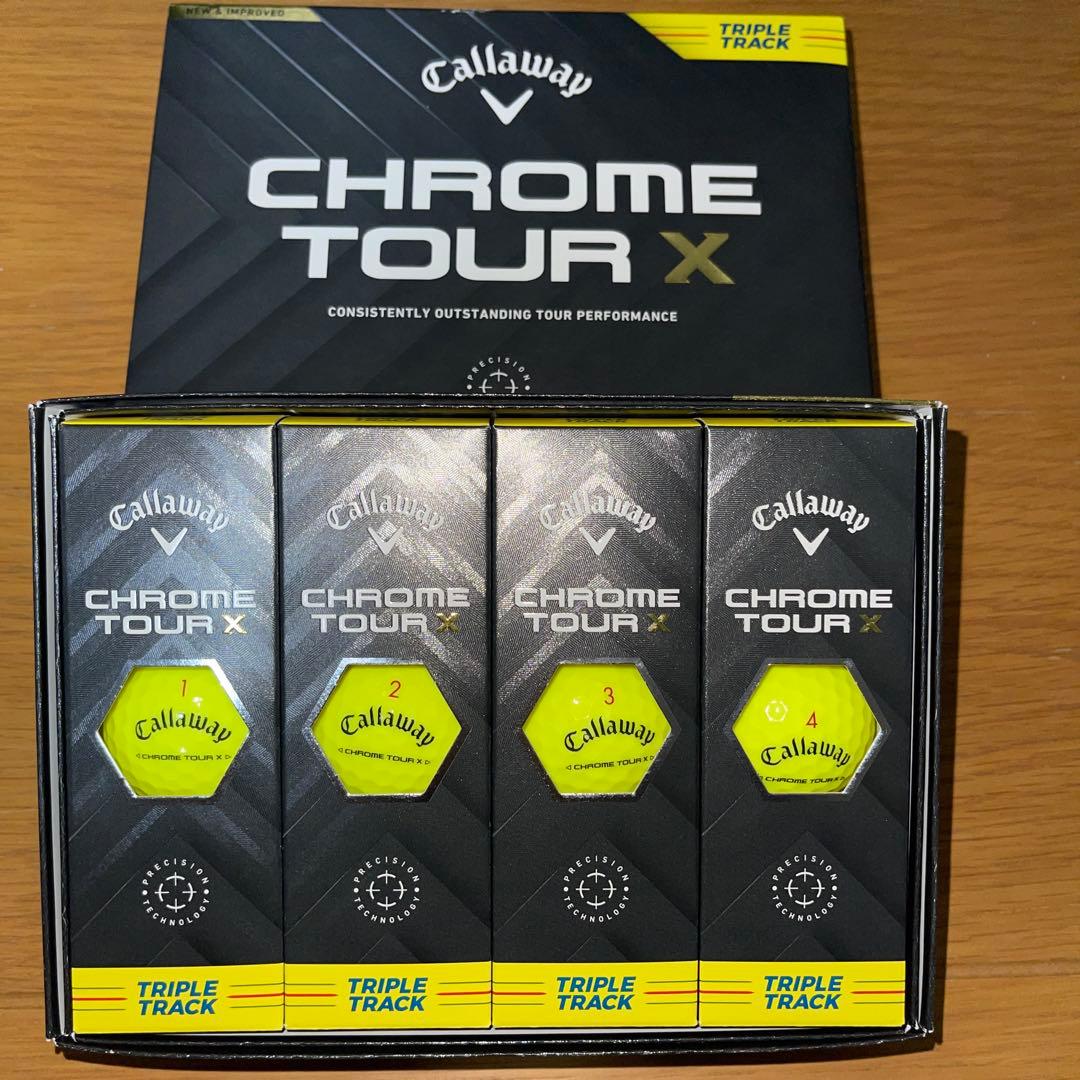 NEW & IMPROVED
TRIPLE
TRACK
Callaway
CHROME
TOUR X
CONSISTENTLY OUTSTANDING TOUR PERFORMANCE
PRECISION
Callaway
CHROME
TOUR X
1
Callaway
CHROME TOUR X
PRECISION
TECHNOLOGY
TRIPLE
TRACK
Callaway
CHROME
TOUR X
2
Callaway
CHROME TOUR X
PRECISION
TECHNOLOGY
TRIPLE
TRACK
Callaway
CHROME
TOUR X
3
Callaway
CHROME TOUR X
PRECISION
TECHNOLOGY
TRIPLE
TRACK
Callaway
CHROME
TOUR X
4
Callaway
CHROME TOUR X
PRECISION
TECHNOLOGY
TRIPLE
TRACK